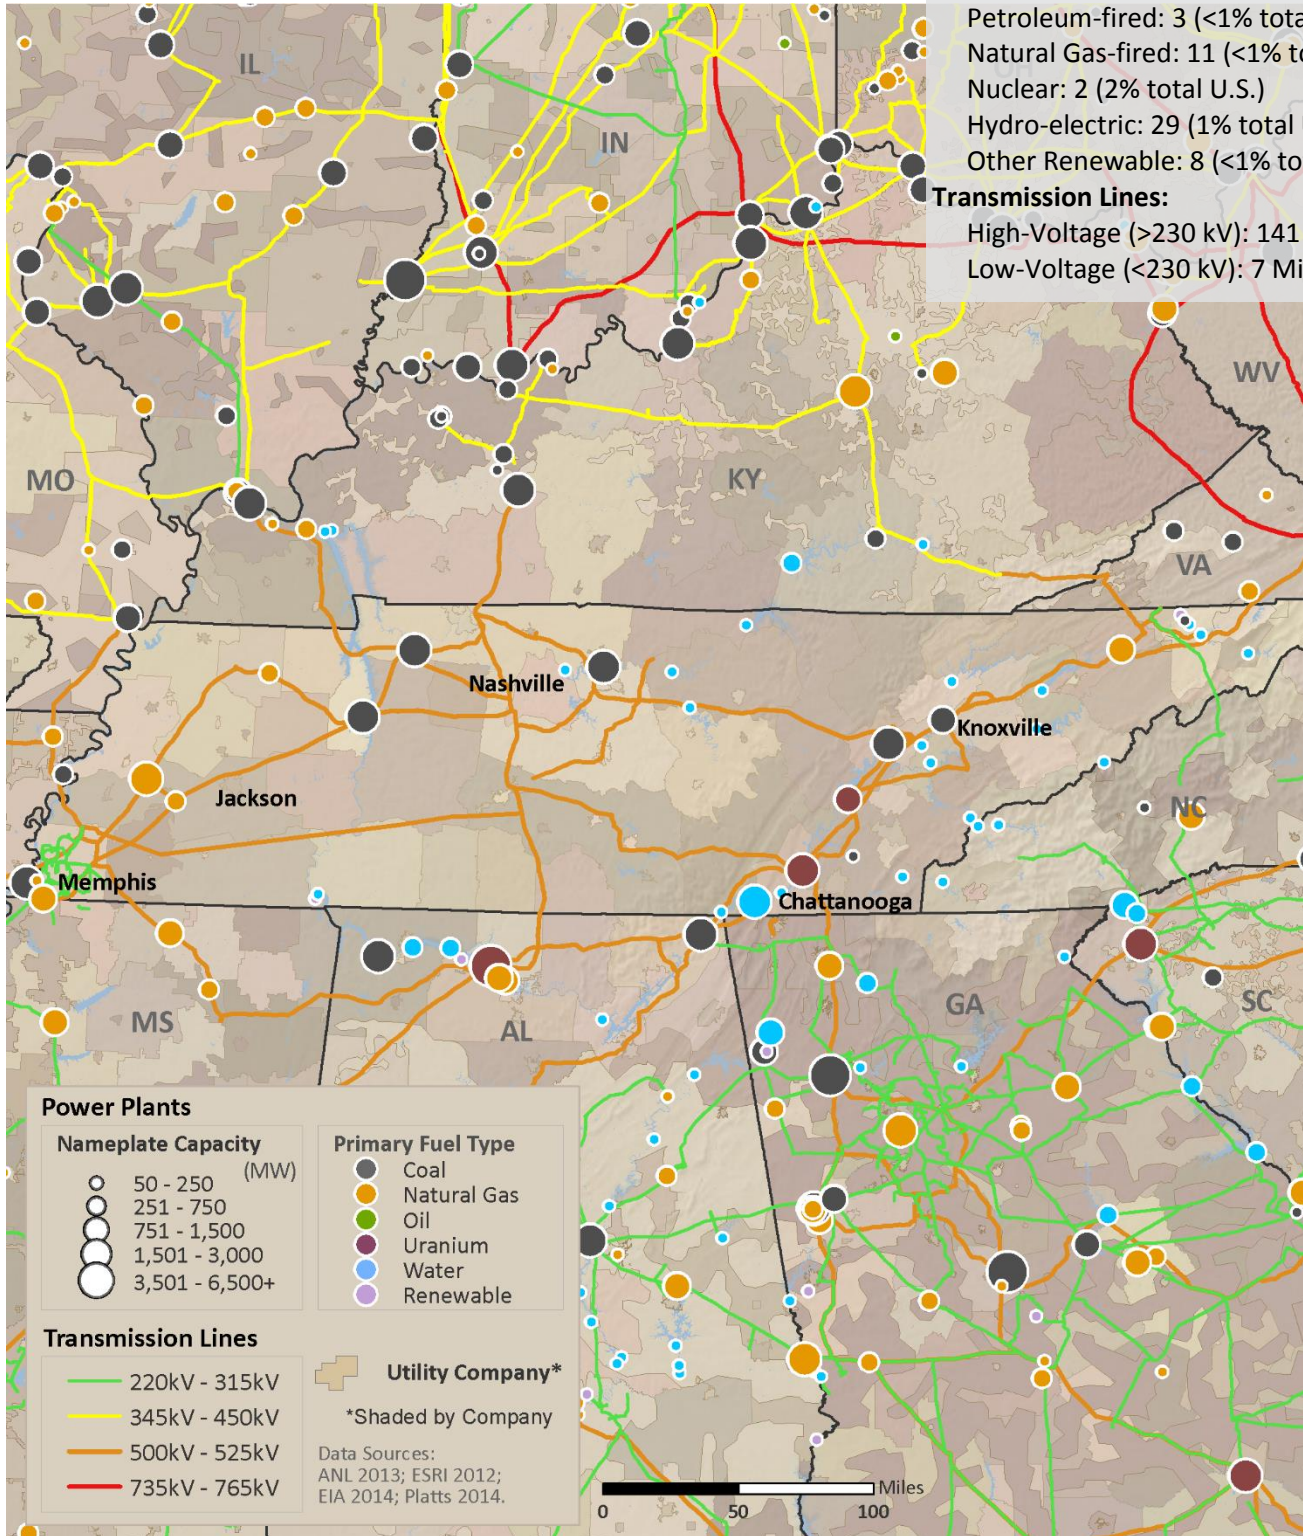 Petroleum-fired: 3 (<1% tota
Natural Gas-fired: 11 (<1% to
Nuclear: 2 (2% total U.S.)
Hydro-electric: 29 (1% total
Other Renewable: 8 (<1% to
Transmission Lines:
High-Voltage (>230 kV): 141
Low-Voltage (<230 kV): 7 Mi
IL
IN
OH
WV
MO
KY
VA
Nashville
Knoxville
Jackson
NC
Memphis
Chattanooga
MS
AL
GA
SC
Power Plants
Nameplate Capacity
(MW)
50 - 250
251 - 750
751 - 1,500
1,501 - 3,000
3,501 - 6,500+
Primary Fuel Type
Coal
Natural Gas
Oil
Uranium
Water
Renewable
Transmission Lines
220kV - 315kV
345kV - 450kV
500kV - 525kV
735kV - 765kV
Utility Company*
*Shaded by Company
Data Sources:
ANL 2013; ESRI 2012;
EIA 2014; Platts 2014.
Miles
0 50 100